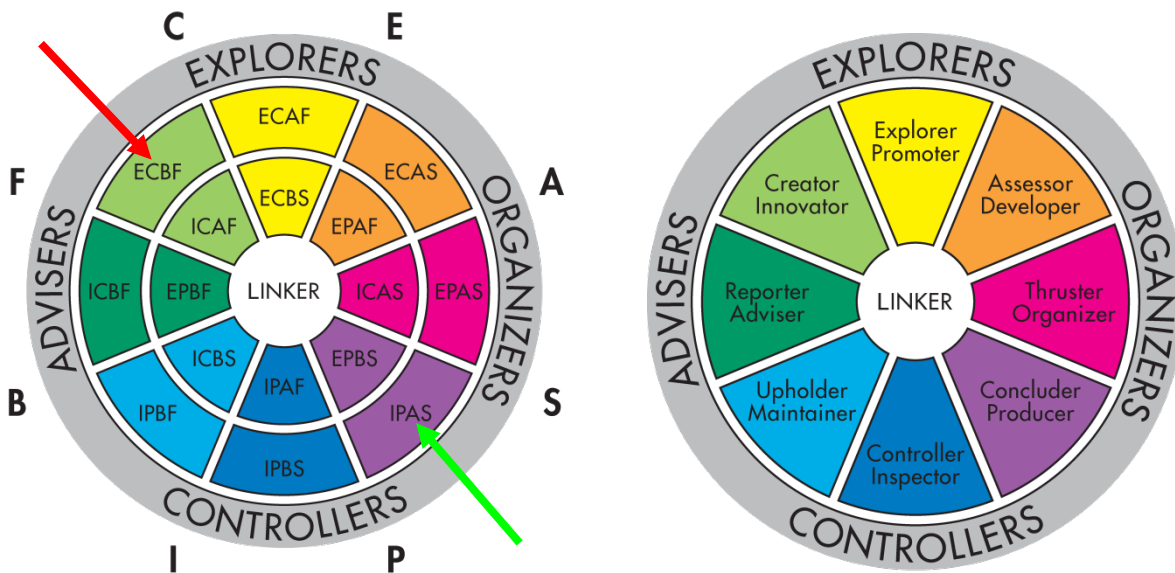 C
E
EXPLORERS
F
A
ADVISERS
ORGANIZERS
ECAF
ECBF
ECAS
ECBS
ICAF
EPAF
ICBF
EPBF
LINKER
ICAS
EPAS
ICBS
EPBS
IPAF
IPBF
IPAS
IPBS
B
S
CONTROLLERS
I
P
EXPLORERS
ADVISERS
ORGANIZERS
Explorer
Promoter
Creator
Innovator
Assessor
Developer
Reporter
Adviser
LINKER
Thruster
Organizer
Upholder
Maintainer
Concluder
Producer
Controller
Inspector
CONTROLLERS